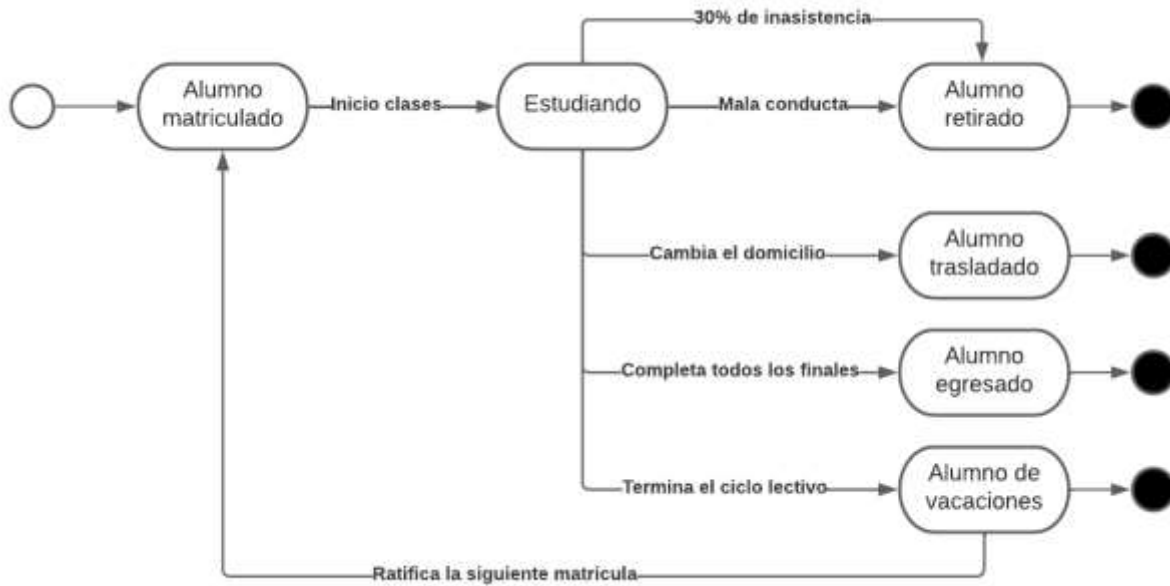 30% de inasistencia
Alumno
matriculado
Inicio clases
Estudiando
Mala conducta
Alumno
retirado
Cambia el domicilio
Alumno
trasladado
Completa todos los finales
Alumno
egresado
Termina el ciclo lectivo
Alumno de
vacaciones
Ratifica la siguiente matricula